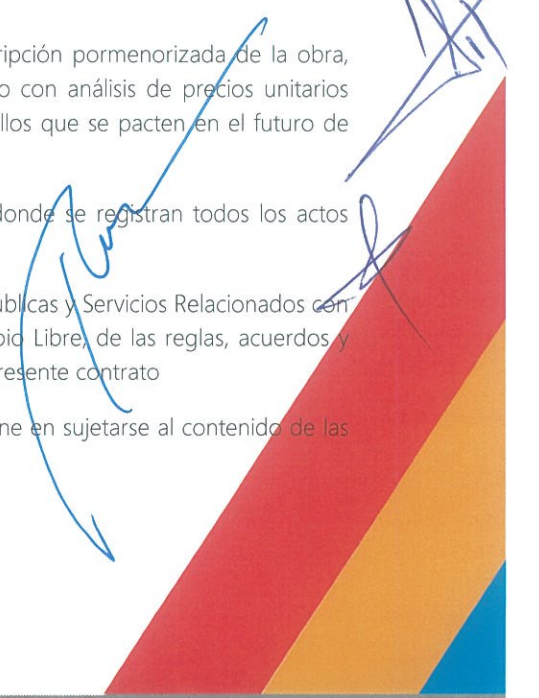 ripción pormenorizada de la obra,
o con análisis de precios unitarios
llos que se pacten en el futuro de
donde se registran todos los actos
úblicas y Servicios Relacionados con
pio Libre, de las reglas, acuerdos y
resente contrato
ne en sujetarse al contenido de las